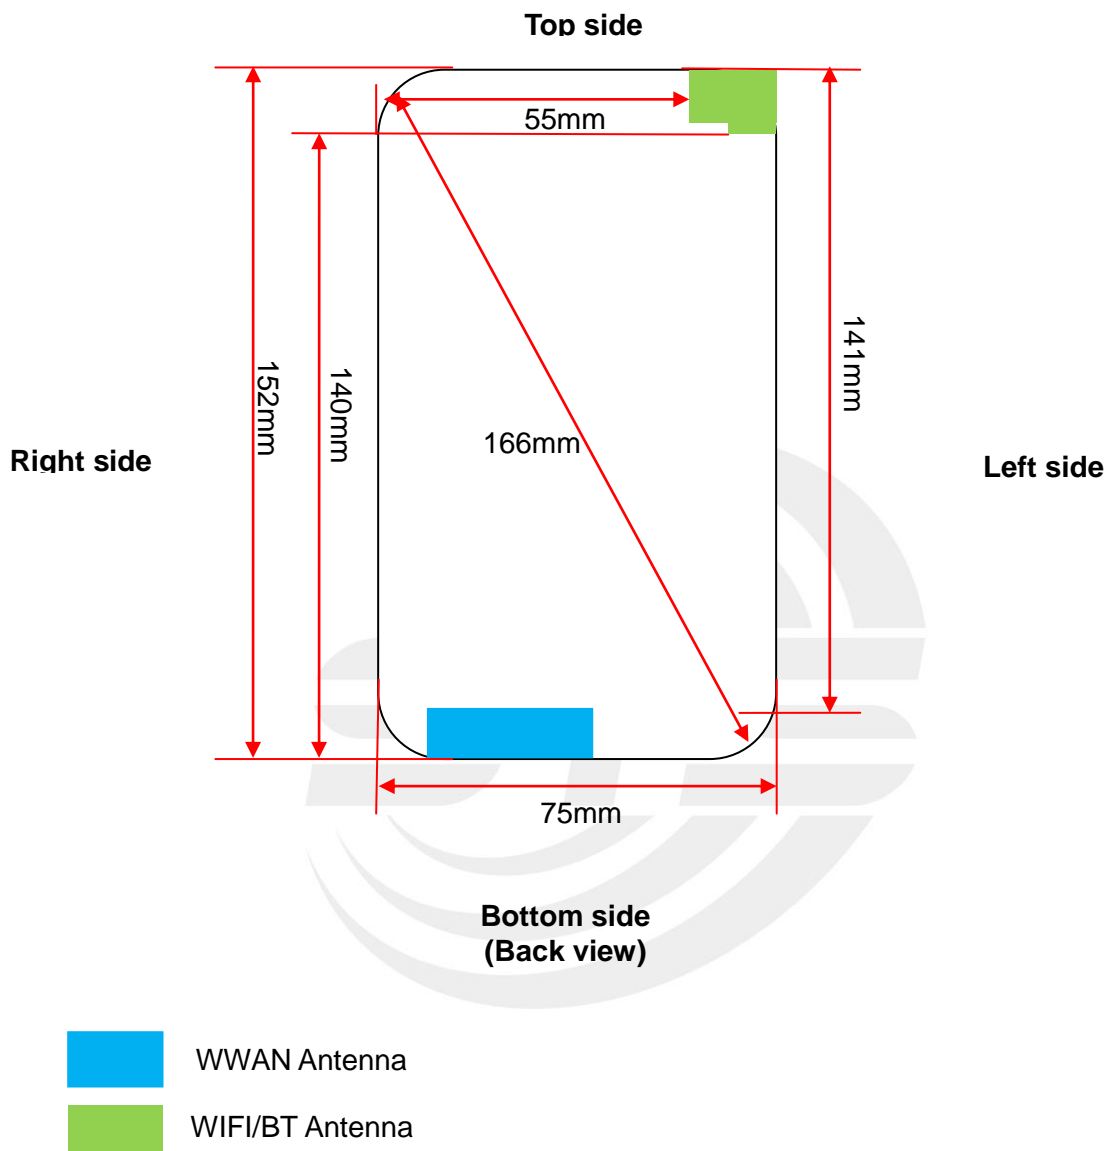 Top side
55mm
152mm
140mm
141mm
166mm
Right side
Left side
75mm
Bottom side
(Back view)
WWAN Antenna
WIFI/BT Antenna